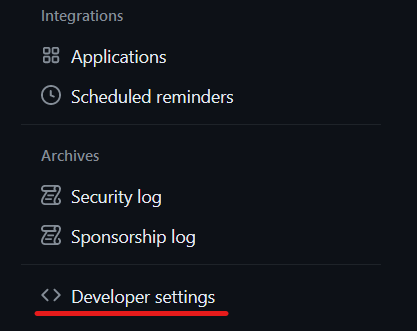 Integrations
Applications
Scheduled reminders
Archives
Security log
Sponsorship log
Developer settings